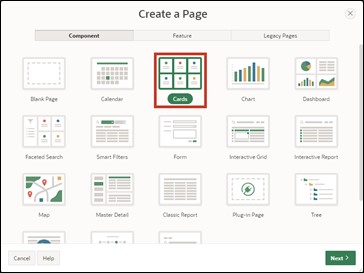 Create a Page
Component
Feature
Legacy Pages
Blank Page
Calendar
Cards
Chart
Dashboard
Faceted Search
Smart Filters
Form
Interactive Grid
Interactive Report
Map
Master Detail
Classic Report
Plug-in Page
Tree
Cancel
Help
Next